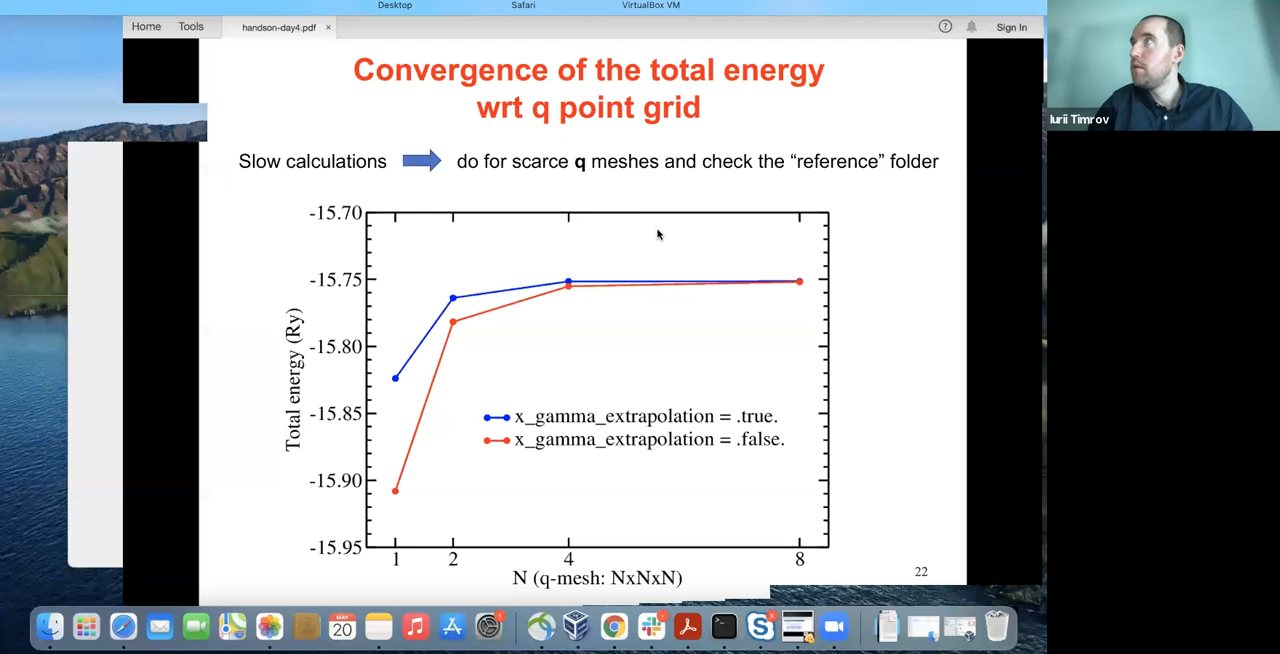 Desktop Safari VirtualBox VM
Home Tools handson-day4.pdf × ? Sign In
Convergence of the total energy
wrt q point grid
Iurii Timrov
Slow calculations do for scarce q meshes and check the “reference” folder
-15.70
-15.75
-15.80
-15.85
-15.90
-15.95
Total energy (Ry)
x_gamma_extrapolation = .true.
x_gamma_extrapolation = .false.
1 2 4 8
N (q-mesh: NxNxN)
22
MAY
20